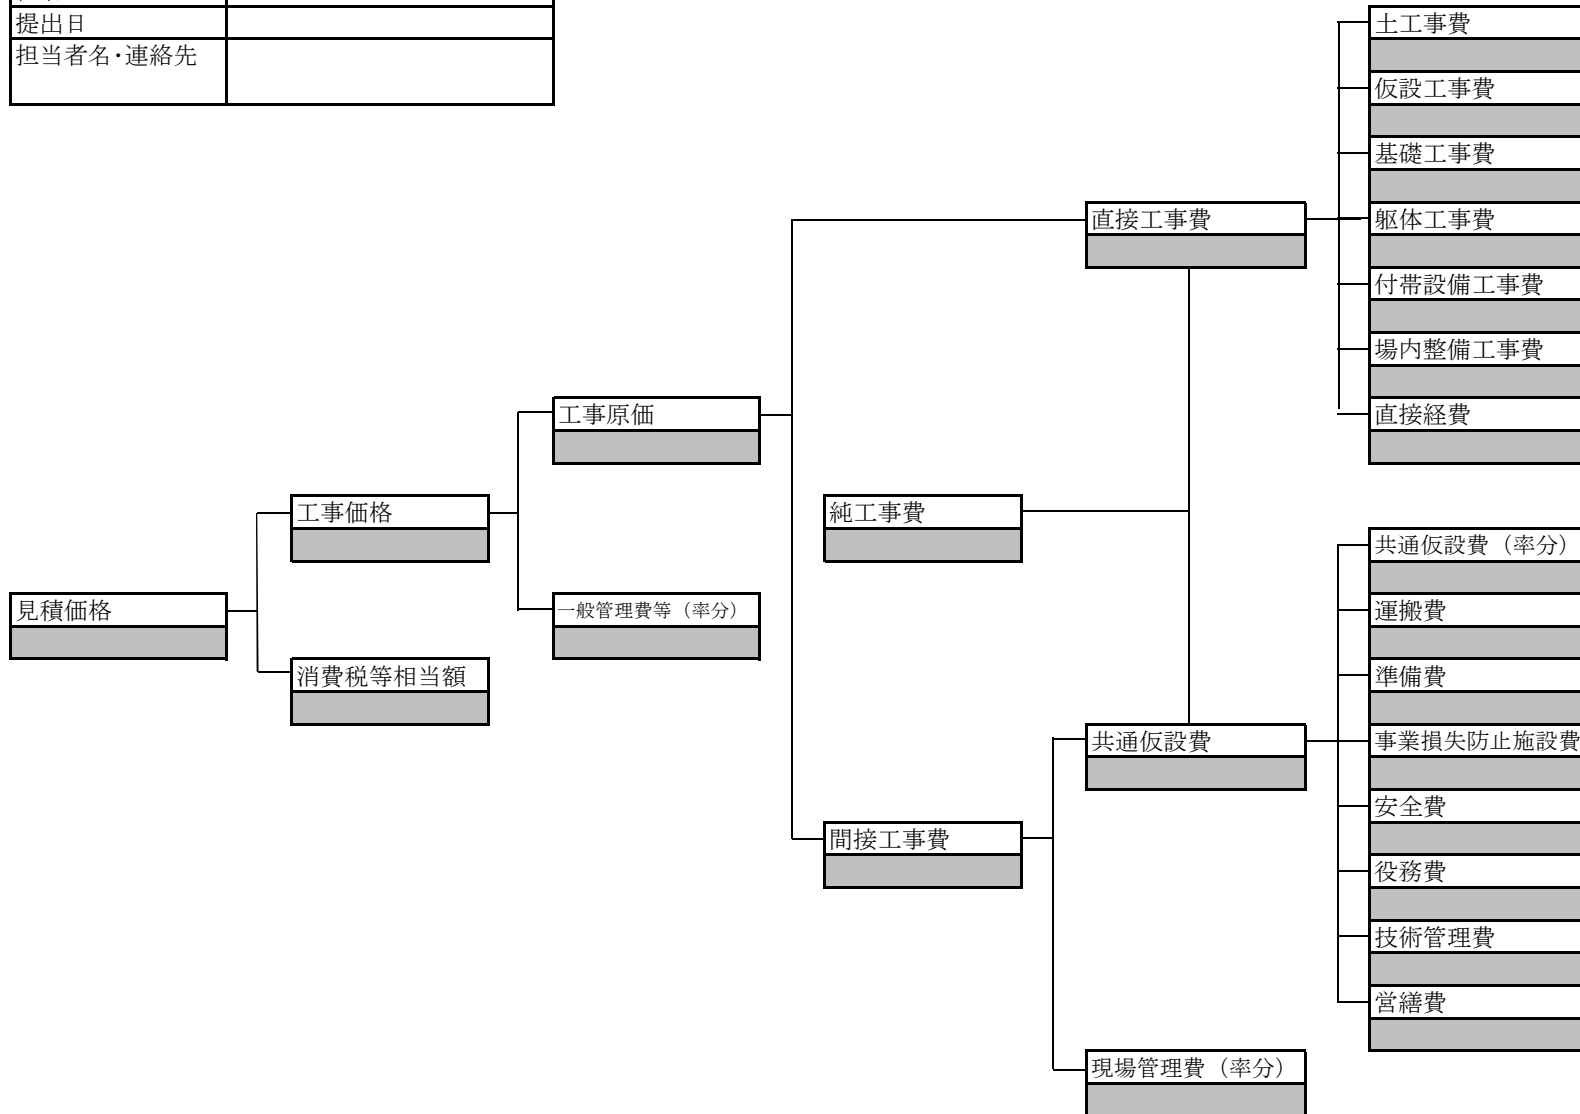 提出日
担当者名・連絡先
土工事費
仮設工事費
基礎工事費
直接工事費
躯体工事費
付帯設備工事費
場内整備工事費
工事原価
直接経費
工事価格
純工事費
共通仮設費（率分）
見積価格
一般管理費等（率分）
運搬費
消費税等相当額
準備費
共通仮設費
事業損失防止施設費
安全費
間接工事費
役務費
技術管理費
営繕費
現場管理費（率分）